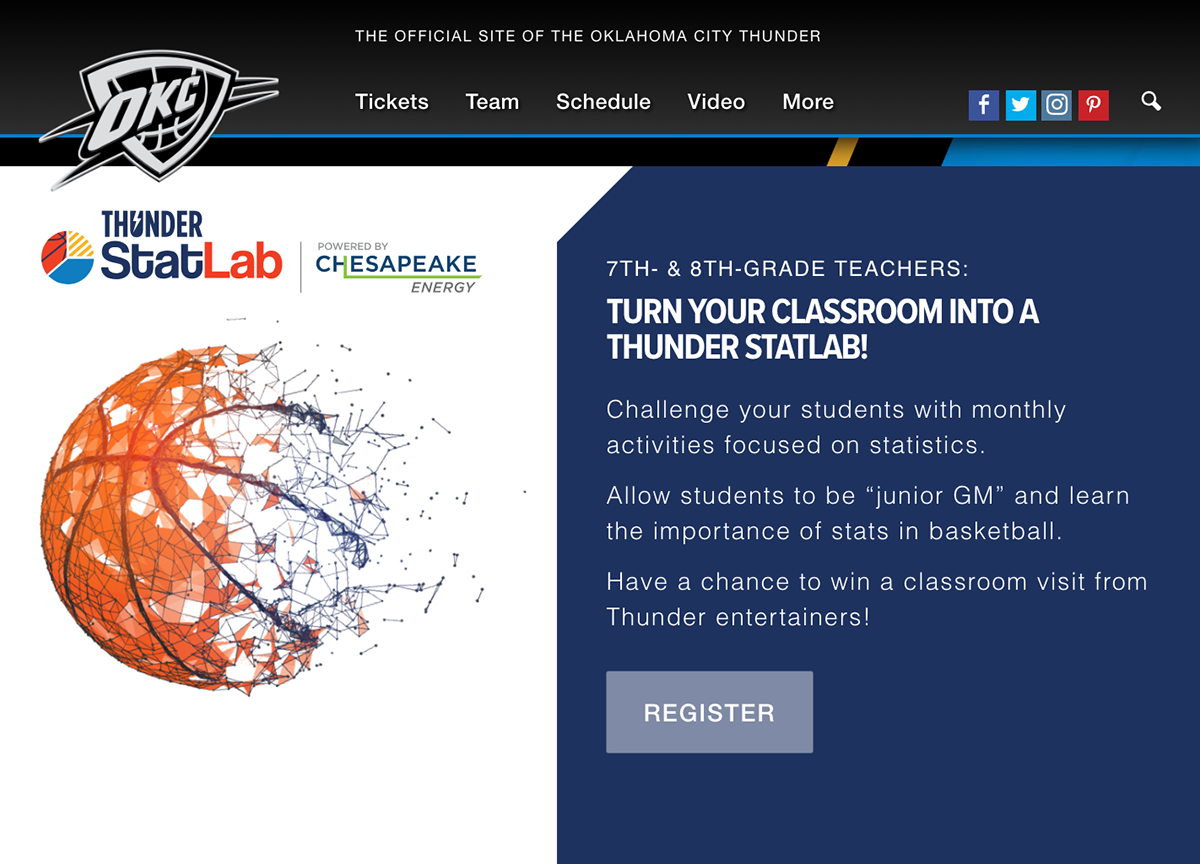 THE OFFICIAL SITE OF THE OKLAHOMA CITY THUNDER
OKC
Tickets Team Schedule Video More
THUNDER
StatLab
POWERED BY
CHESAPEAKE
ENERGY
7TH- & 8TH-GRADE TEACHERS:
TURN YOUR CLASSROOM INTO A
THUNDER STATLAB!
Challenge your students with monthly
activities focused on statistics.
Allow students to be “junior GM” and learn
the importance of stats in basketball.
Have a chance to win a classroom visit from
Thunder entertainers!
REGISTER